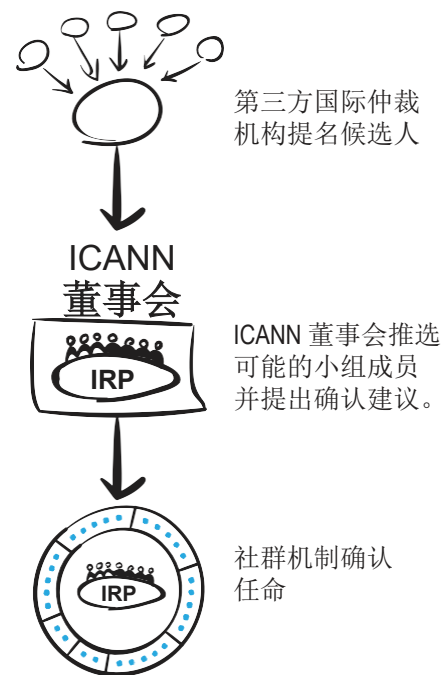 第三方国际仲裁
机构提名候选人
ICANN
董事会
IRP
ICANN 董事会推选
可能的小组成员
并提出确认建议。
IRP
社群机制确认
任命